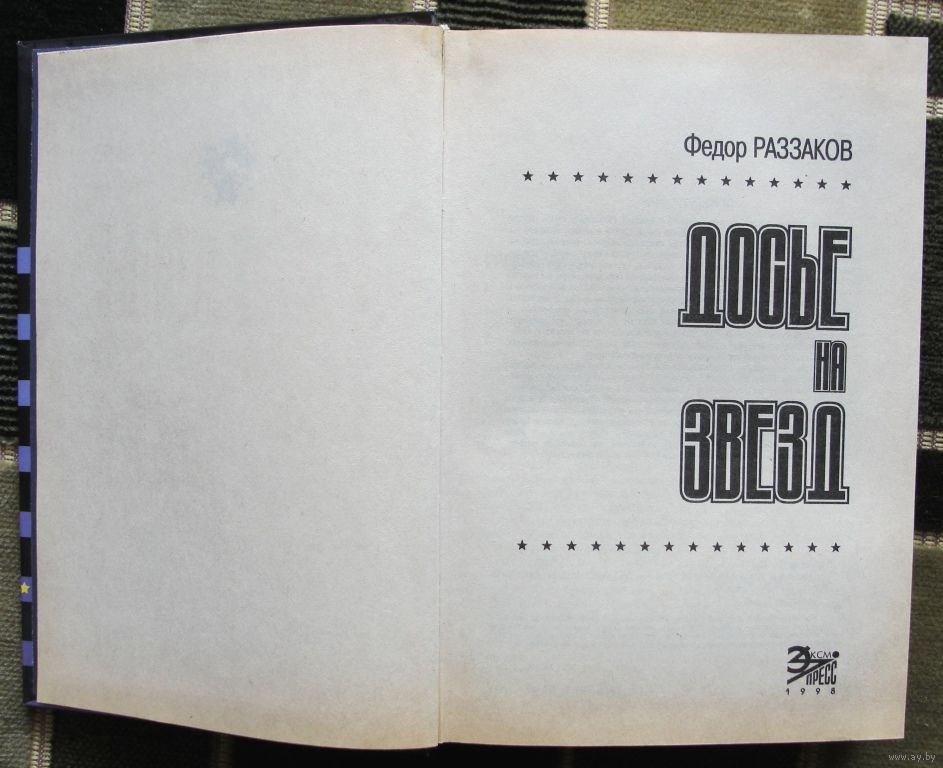 Федор РАЗЗАКОВ
ДОСЬЕ
НА
ЗВЕЗД
ЭКСМО
ПРЕСС
1998
www.ay.by